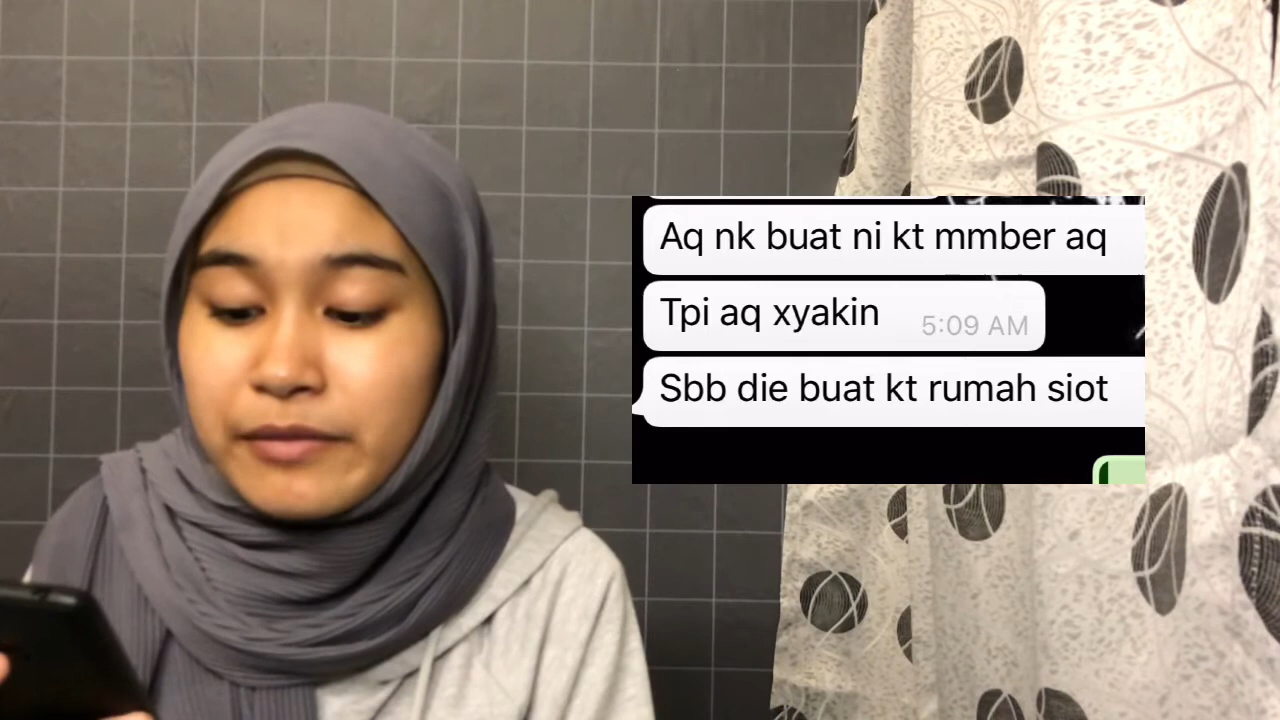 Aq nk buat ni kt mmber aq
Tpi aq xyakin
5:09 AM
Sbb die buat kt rumah siot